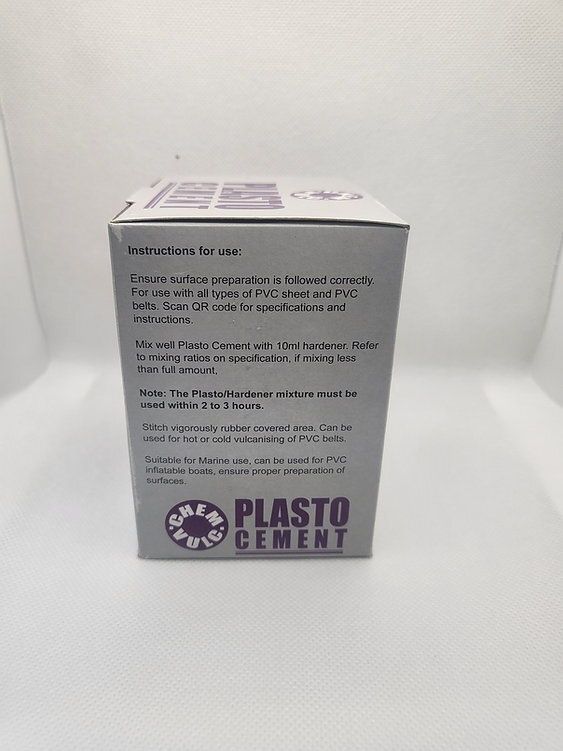 PLASTO
CEMENT
Instructions for use:
Ensure surface preparation is followed correctly.
For use with all types of PVC sheet and PVC
belts. Scan QR code for specifications and
instructions.
Mix well Plasto Cement with 10ml hardener. Refer
to mixing ratios on specification, if mixing less
than full amount,
Note: The Plasto/Hardener mixture must be
used within 2 to 3 hours.
Stitch vigorously rubber covered area. Can be
used for hot or cold vulcanising of PVC belts.
Suitable for Marine use, can be used for PVC
inflatable boats, ensure proper preparation of
surfaces.
CHEM
VULC
PLASTO
CEMENT